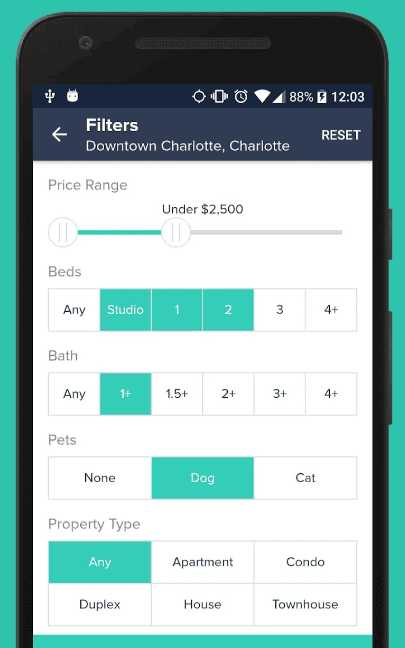 88% 12:03
Filters
Downtown Charlotte, Charlotte
RESET
Price Range
Under $2,500
Beds
Any Studio 1 2 3 4+
Bath
Any 1+ 1.5+ 2+ 3+ 4+
Pets
None Dog Cat
Property Type
Any Apartment Condo
Duplex House Townhouse